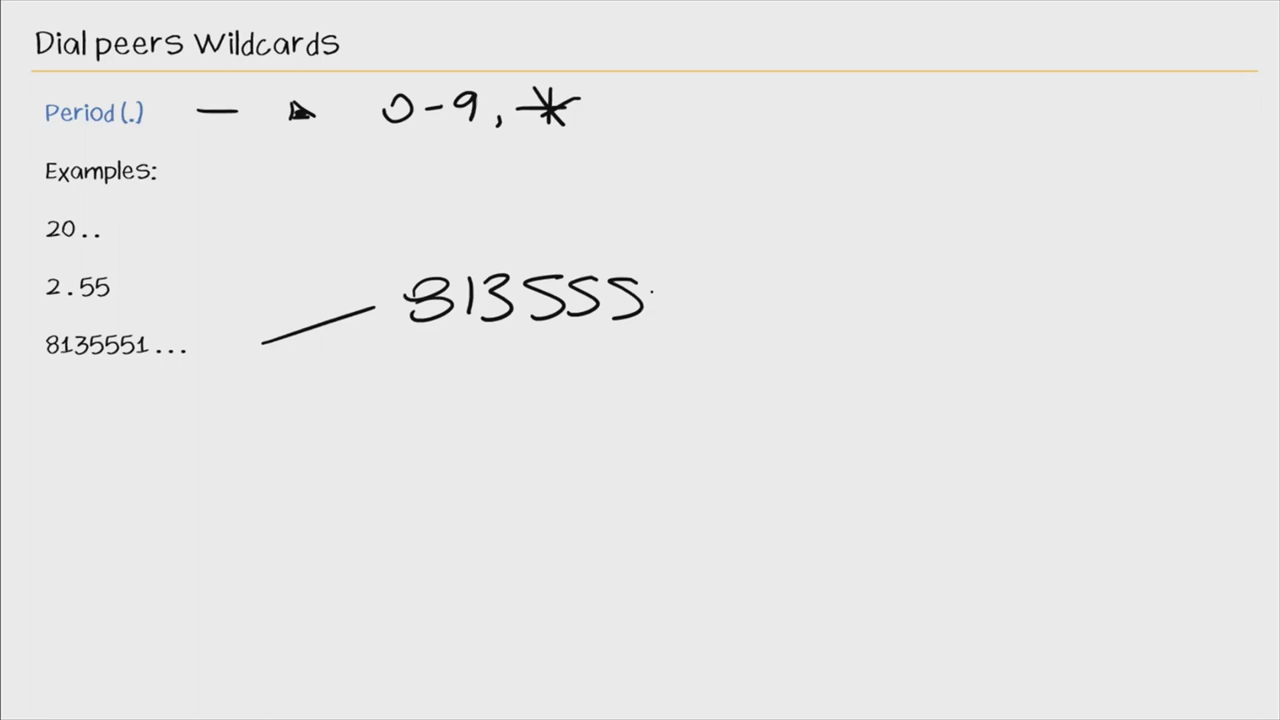 Dial peers Wildcards
Period (.) 0-9, *
Examples:
20..
2.55
813555
8135551...